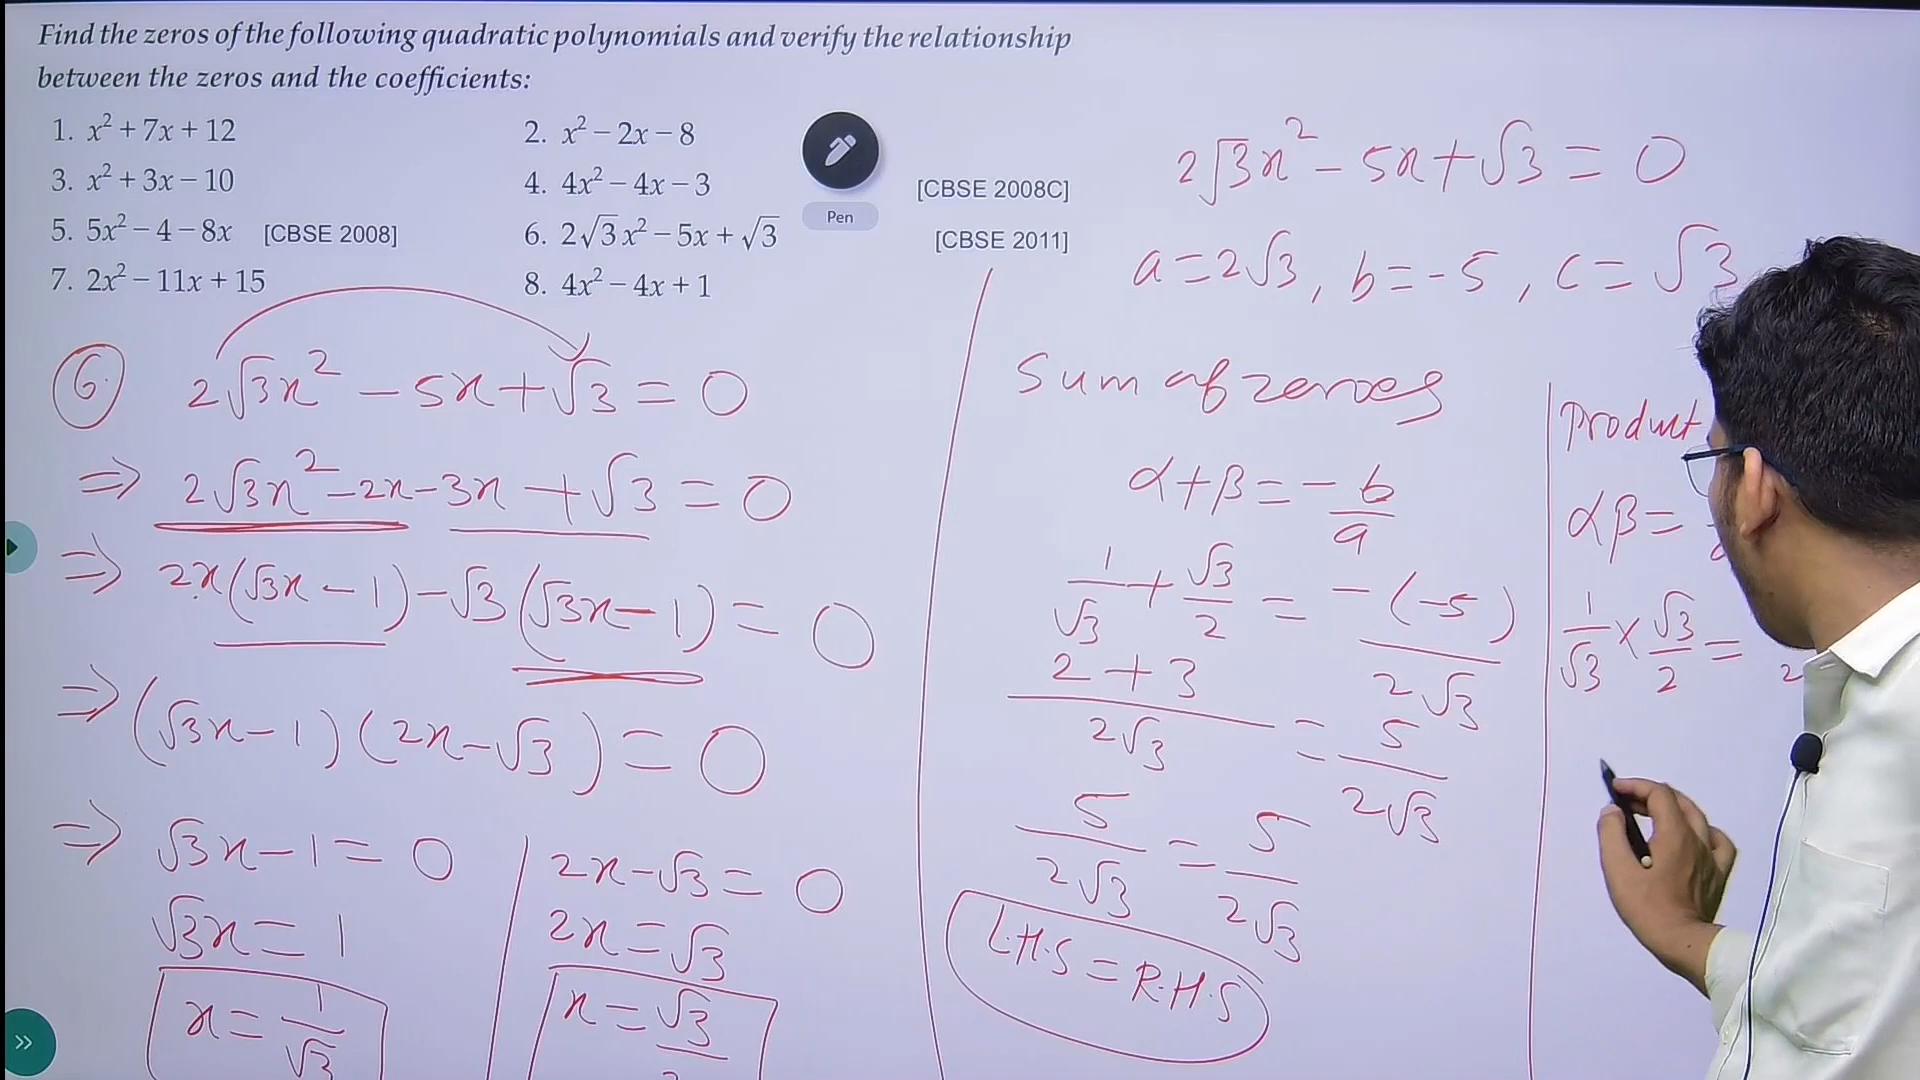 Find the zeros of the following quadratic polynomials and verify the relationship
between the zeros and the coefficients:
1. x² + 7x + 12
2. x² − 2x − 8
3. x² + 3x − 10
4. 4x² − 4x − 3 [CBSE 2008C]
5. 5x² − 4 − 8x [CBSE 2008]
6. 2√3x² − 5x + √3 [CBSE 2011]
7. 2x² − 11x + 15
8. 4x² − 4x + 1
Pen
6. 2√3x² − 5x + √3 = 0
⇒ 2√3x² − 2x − 3x + √3 = 0
⇒ 2x(√3x − 1) − √3(√3x − 1) = 0
⇒ (√3x − 1)(2x − √3) = 0
⇒ √3x − 1 = 0
√3x = 1
x = 1/√3
2x − √3 = 0
2x = √3
x = √3/2
2√3x² − 5x + √3 = 0
a = 2√3, b = −5, c = √3
Sum of zeroes
α + β = −b/a
1/√3 + √3/2 = −(−5)/2√3
2 + 3/2√3 = 5/2√3
5/2√3 = 5/2√3
L.H.S = R.H.S
Product
αβ =
1/√3 × √3/2 =
2